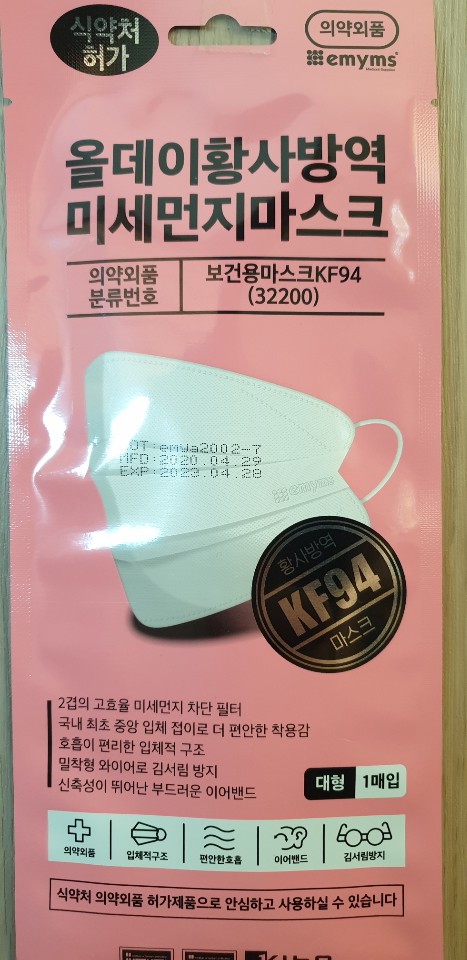 식약처
허가
의약외품
emyms
올데이황사방역
미세먼지마스크
의약외품
분류번호
보건용마스크KF94
(32200)
LOT:emWa2002-7
MFD:2020.04.29
EXP:2023.04.28
emyms
황사방역
KF94
마스크
2겹의 고효율 미세먼지 차단 필터
국내 최초 중앙 입체 접이로 더 편안한 착용감
호흡이 편리한 입체적 구조
밀착형 와이어로 김서림 방지
신축성이 뛰어난 부드러운 이어밴드
대형 1매입
의약외품 입체적구조 편안한호흡 이어밴드 김서림방지
식약처 의약외품 허가제품으로 안심하고 사용하실 수 있습니다